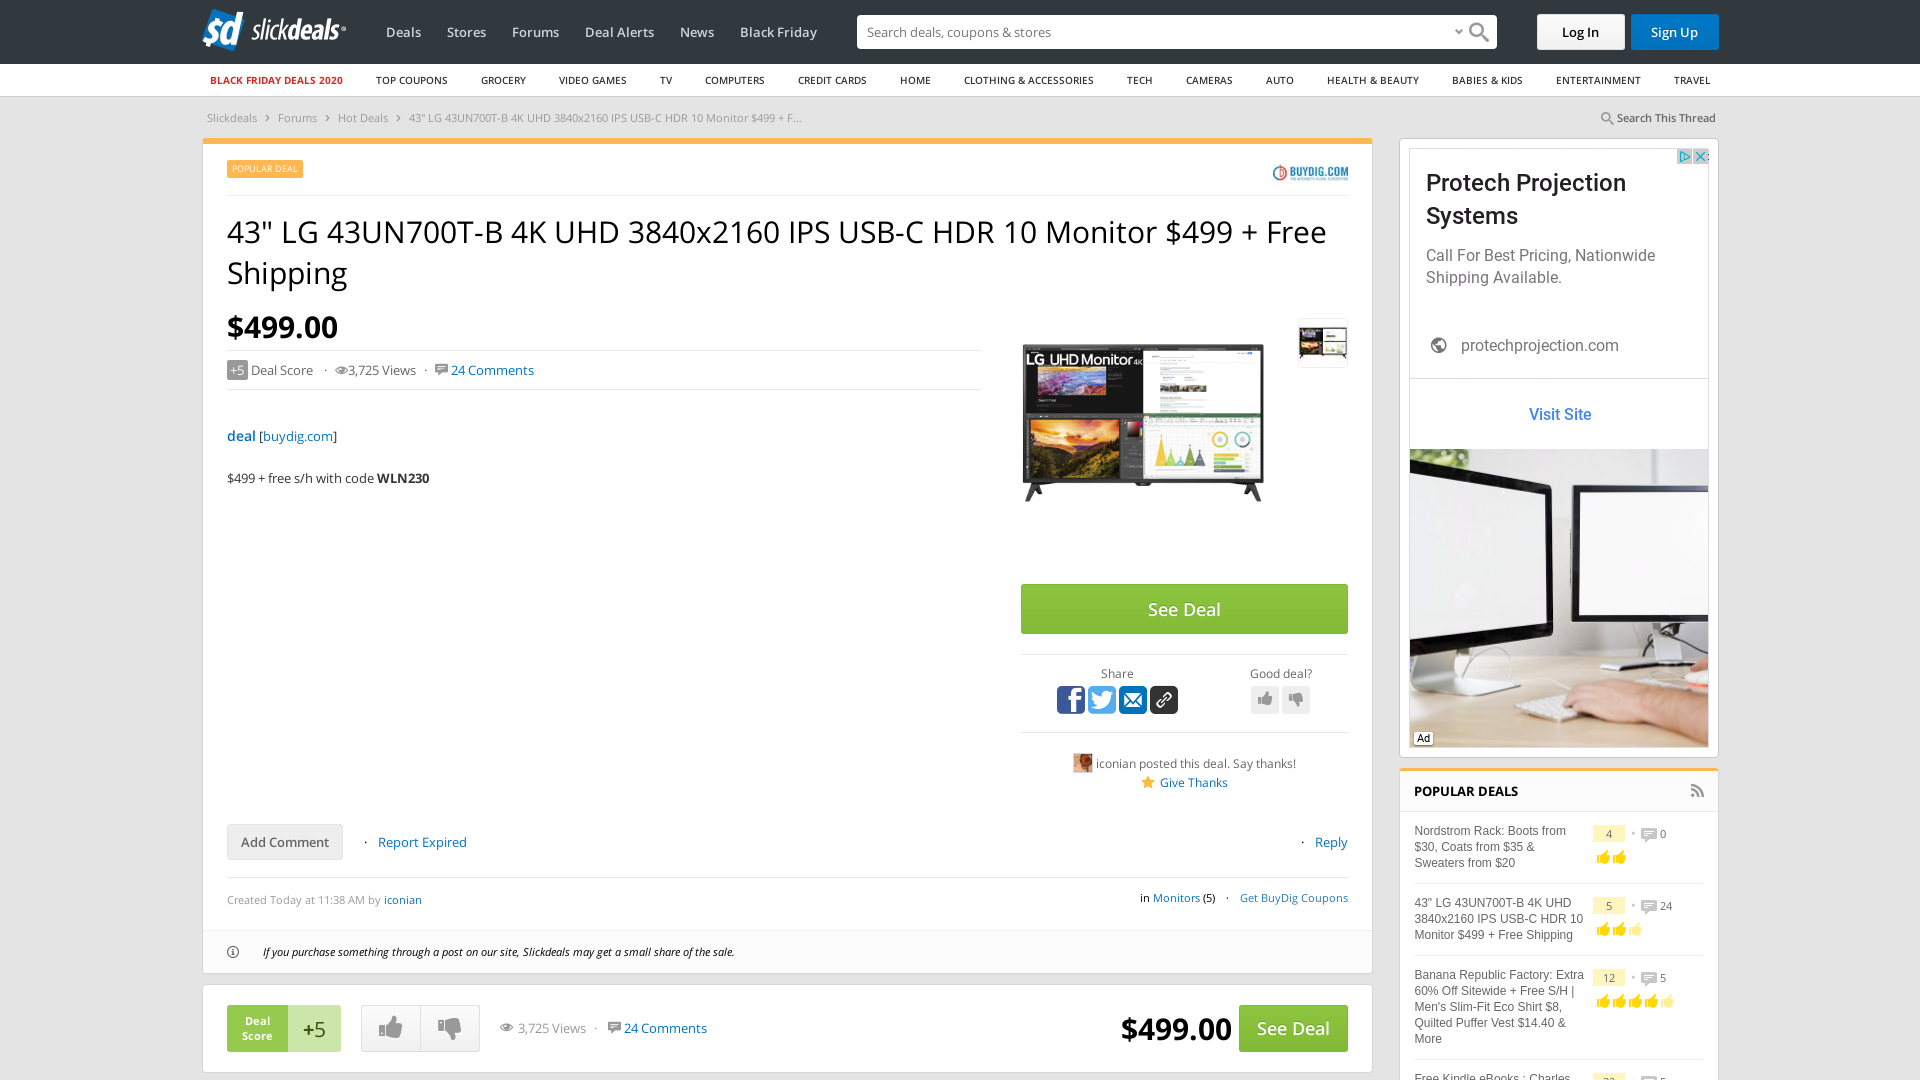 slickdeals
Deals
Stores
Forums
Deal Alerts
News
Black Friday
Search deals, coupons & stores
Log In
Sign Up
BLACK FRIDAY DEALS 2020
TOP COUPONS
GROCERY
VIDEO GAMES
TV
COMPUTERS
CREDIT CARDS
HOME
CLOTHING & ACCESSORIES
TECH
CAMERAS
AUTO
HEALTH & BEAUTY
BABIES & KIDS
ENTERTAINMENT
TRAVEL
Slickdeals > Forums > Hot Deals > 43" LG 43UN700T-B 4K UHD 3840x2160 IPS USB-C HDR 10 Monitor $499 + F...
Search This Thread
POPULAR DEAL
BUYDIG.COM
43" LG 43UN700T-B 4K UHD 3840x2160 IPS USB-C HDR 10 Monitor $499 + Free
Shipping
$499.00
+5 Deal Score · 3,725 Views · 24 Comments
deal [buydig.com]
$499 + free s/h with code WLN230
LG UHD Monitor 4K
See Deal
Share
Good deal?
iconian posted this deal. Say thanks!
Give Thanks
Add Comment · Report Expired
· Reply
Created Today at 11:38 AM by iconian
in Monitors (5) · Get BuyDig Coupons
If you purchase something through a post on our site, Slickdeals may get a small share of the sale.
Deal
Score
+5
3,725 Views · 24 Comments
$499.00
See Deal
Protech Projection
Systems
Call For Best Pricing, Nationwide
Shipping Available.
protechprojection.com
Visit Site
Ad
POPULAR DEALS
Nordstrom Rack: Boots from
$30, Coats from $35 &
Sweaters from $20
4 • 0
43" LG 43UN700T-B 4K UHD
3840x2160 IPS USB-C HDR 10
Monitor $499 + Free Shipping
5 • 24
Banana Republic Factory: Extra
60% Off Sitewide + Free S/H |
Men's Slim-Fit Eco Shirt $8,
Quilted Puffer Vest $14.40 &
More
12 • 5
Free Kindle eBooks : Charles